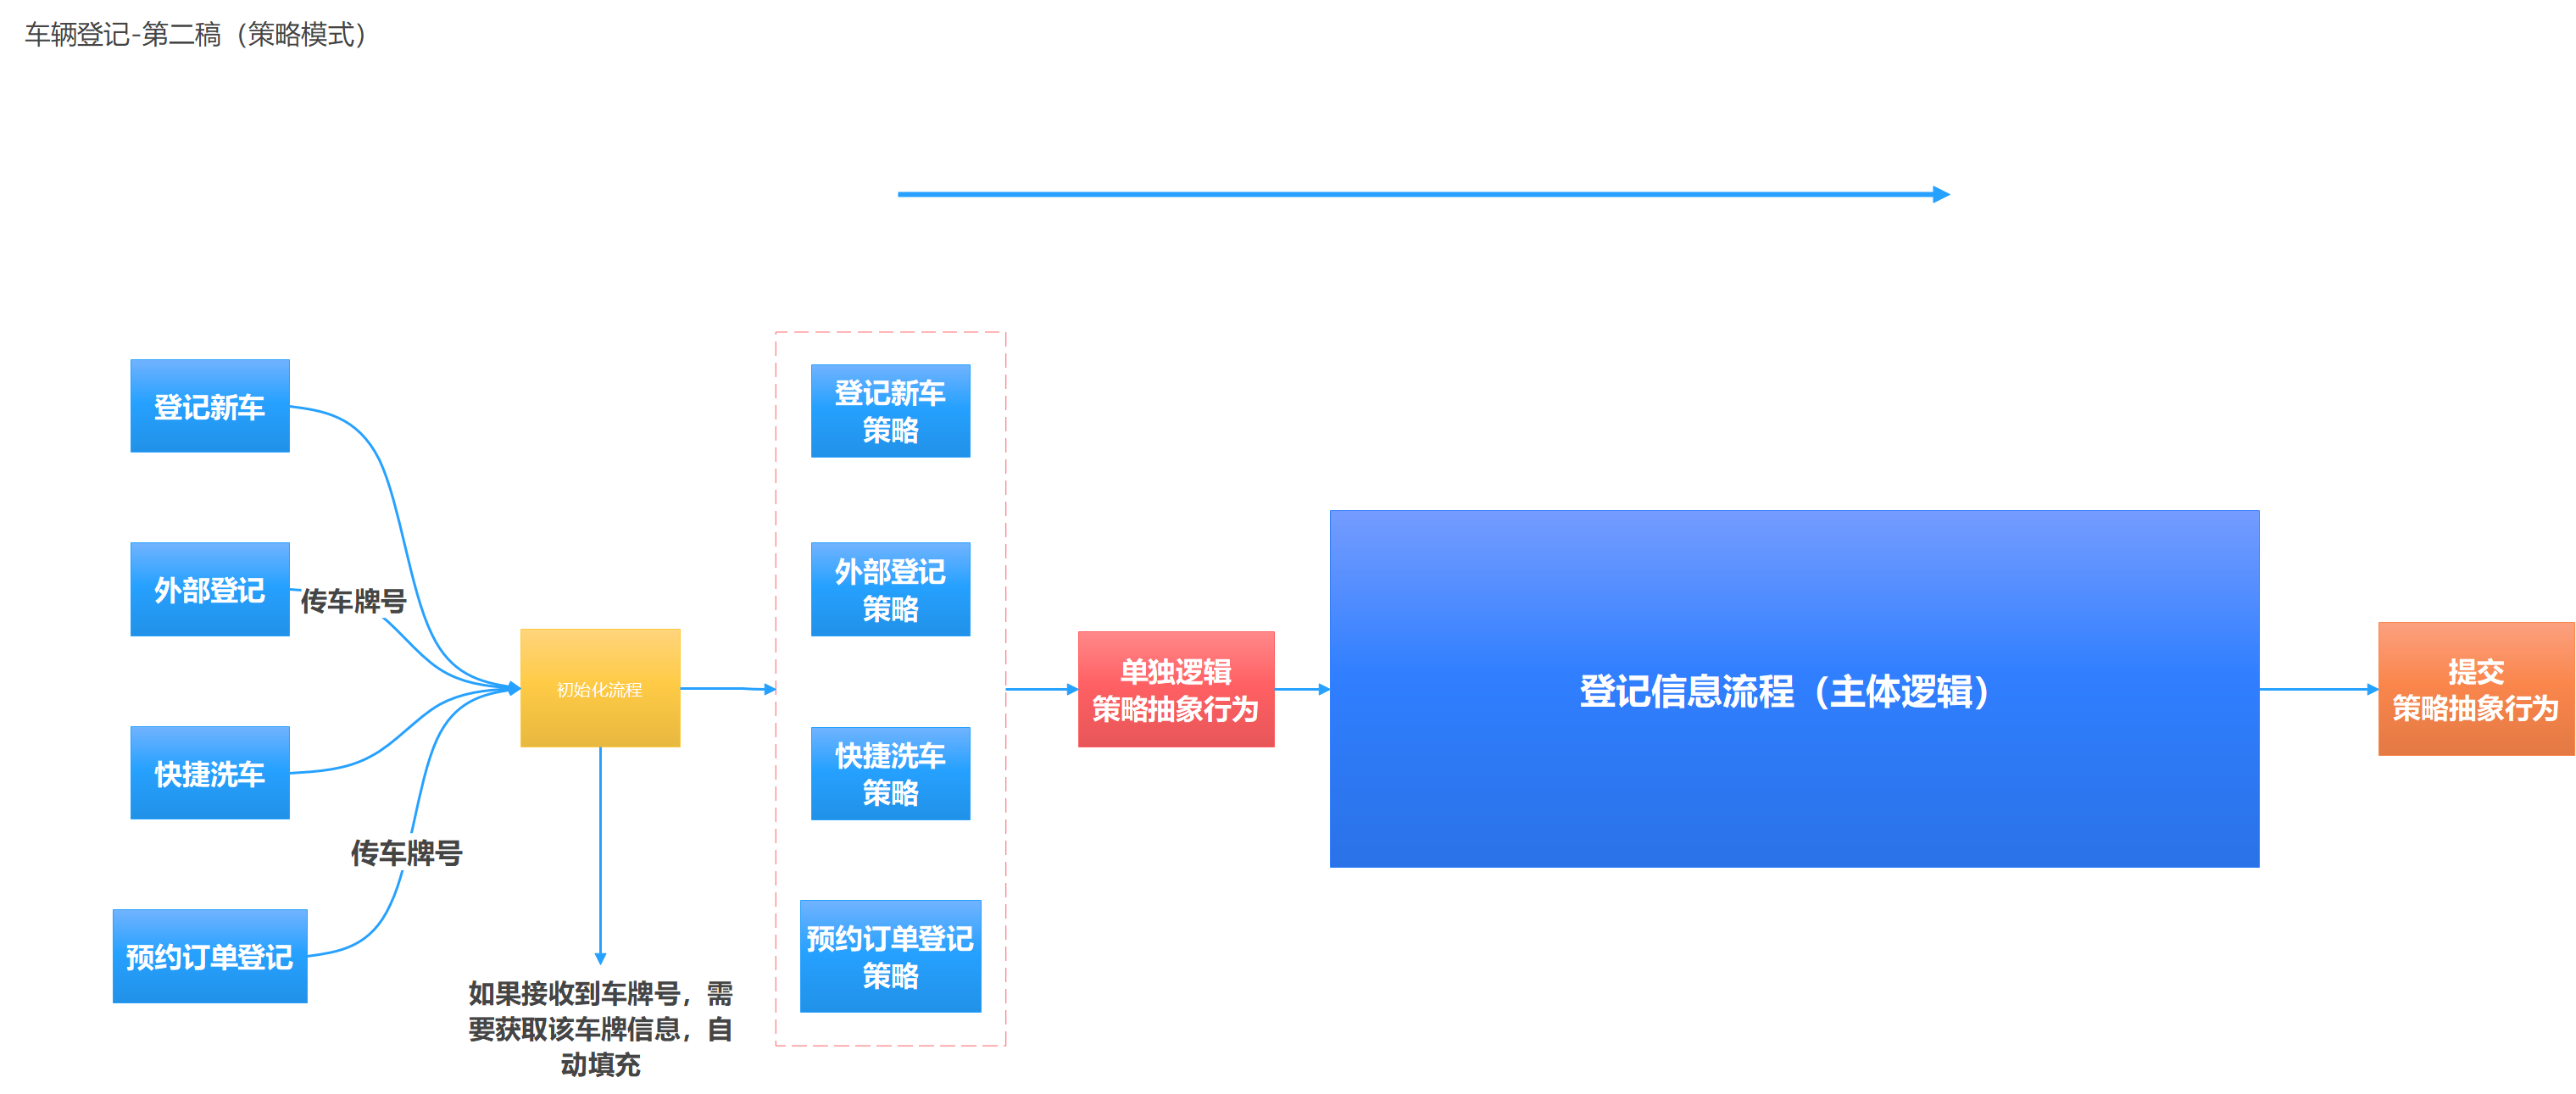 车辆登记-第二稿（策略模式）
登记新车
外部登记
快捷洗车
预约订单登记
传车牌号
传车牌号
初始化流程
如果接收到车牌号，需
要获取该车牌信息，自
动填充
登记新车
策略
外部登记
策略
快捷洗车
策略
预约订单登记
策略
单独逻辑
策略抽象行为
登记信息流程（主体逻辑）
提交
策略抽象行为